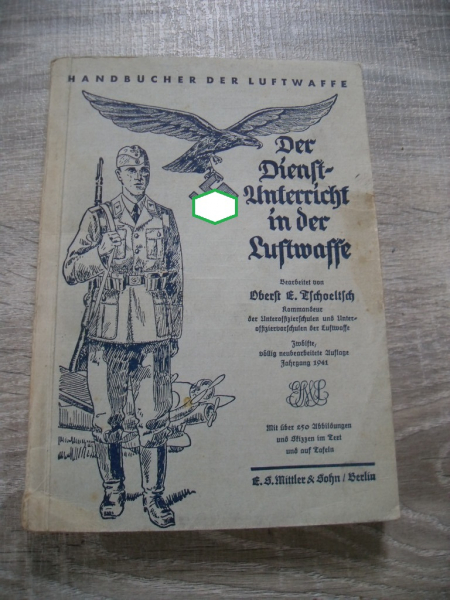 HANDBÜCHER DER LUFTWAFFE
Der
Dienst-
Unterricht
in der
Luftwaffe
Bearbeitet von
Oberst E. Tschoeltsch
Kommandeur
der Unteroffizierschulen und Unter-
offiziervorschulen der Luftwaffe
Zwölfte,
völlig neubearbeitete Auflage
Jahrgang 1941
Mit über 250 Abbildungen
und Skizzen im Text
und auf Tafeln
E. S. Mittler & Sohn / Berlin